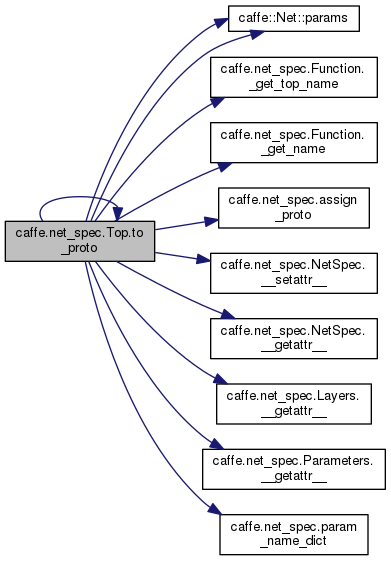 caffe::Net::params
caffe.net_spec.Function.
_get_top_name
caffe.net_spec.Function.
_get_name
caffe.net_spec.assign
_proto
caffe.net_spec.Top.to
_proto
caffe.net_spec.NetSpec.
__setattr__
caffe.net_spec.NetSpec.
__getattr__
caffe.net_spec.Layers.
__getattr__
caffe.net_spec.Parameters.
__getattr__
caffe.net_spec.param
_name_dict